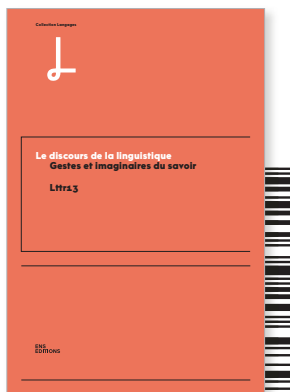 Collection Langages
Le discours de la linguistique
Gestes et imaginaires du savoir
Lttr13
ENS
ÉDITIONS